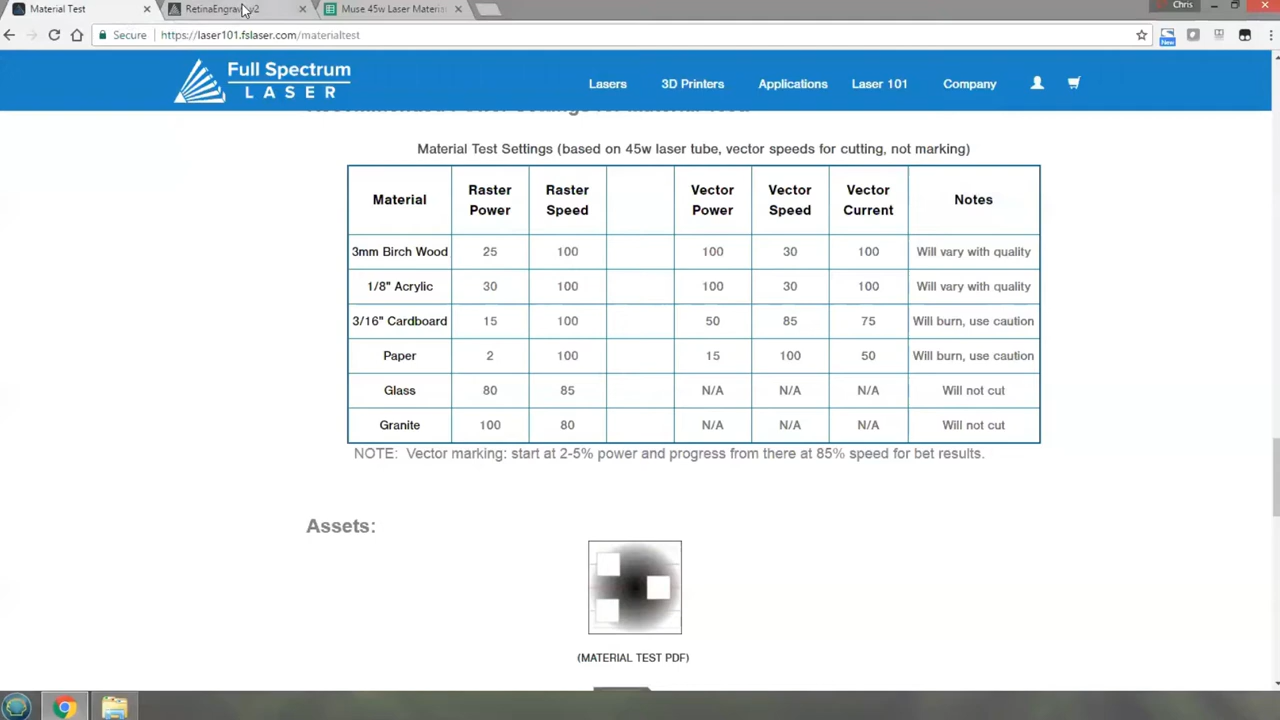 Material Test
RetinaEngrave v2
Muse 45w Laser Materia
Chris
Secure
https://laser101.fslaser.com/materialtest
New
Full Spectrum
LASER
Lasers
3D Printers
Applications
Laser 101
Company
Material Test Settings (based on 45w laser tube, vector speeds for cutting, not marking)
Material Raster Power Raster Speed Vector Power Vector Speed Vector Current Notes
3mm Birch Wood 25 100 100 30 100 Will vary with quality
1/8" Acrylic 30 100 100 30 100 Will vary with quality
3/16" Cardboard 15 100 50 85 75 Will burn, use caution
Paper 2 100 15 100 50 Will burn, use caution
Glass 80 85 N/A N/A N/A Will not cut
Granite 100 80 N/A N/A N/A Will not cut
NOTE: Vector marking: start at 2-5% power and progress from there at 85% speed for bet results.
Assets:
(MATERIAL TEST PDF)